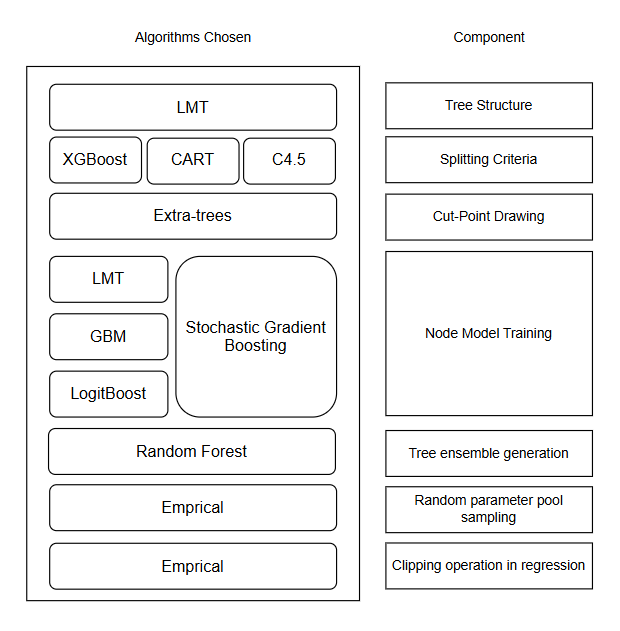 Algorithms Chosen
Component
LMT
Tree Structure
XGBoost
CART
C4.5
Splitting Criteria
Extra-trees
Cut-Point Drawing
LMT
GBM
LogitBoost
Stochastic Gradient
Boosting
Node Model Training
Random Forest
Tree ensemble generation
Emprical
Random parameter pool
sampling
Emprical
Clipping operation in regression